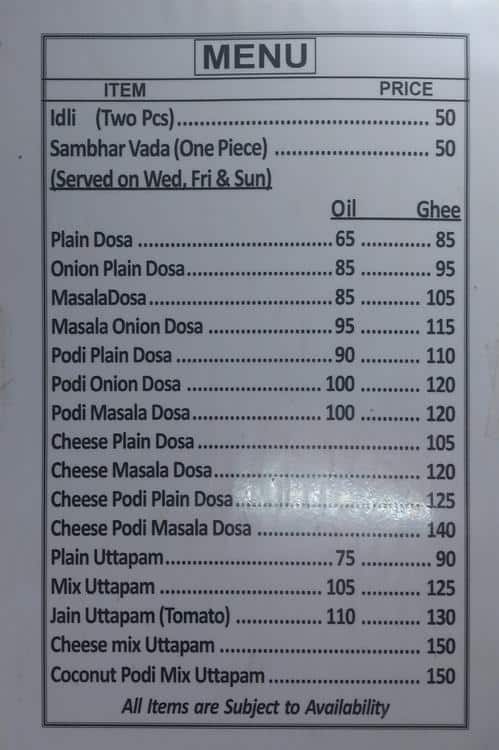 MENU
ITEM PRICE
Idli (Two Pcs)............................................. 50
Sambhar Vada (One Piece) ........................... 50
(Served on Wed, Fri & Sun)
Oil Ghee
Plain Dosa .................................. 65 ............ 85
Onion Plain Dosa......................... 85 ............ 95
MasalaDosa................................ 85 ............ 105
Masala Onion Dosa ..................... 95 ............ 115
Podi Plain Dosa ........................... 90 ............ 110
Podi Onion Dosa ........................ 100 ........... 120
Podi Masala Dosa....................... 100 ........... 120
Cheese Plain Dosa....................................... 105
Cheese Masala Dosa.................................... 120
Cheese Podi Plain Dosa................................ 125
Cheese Podi Masala Dosa ............................ 140
Plain Uttapam............................. 75 ............ 90
Mix Uttapam ............................ 105 ........... 125
Jain Uttapam (Tomato) ............... 110 ........... 130
Cheese mix Uttapam ................................... 150
Coconut Podi Mix Uttapam........................... 150
All Items are Subject to Availability